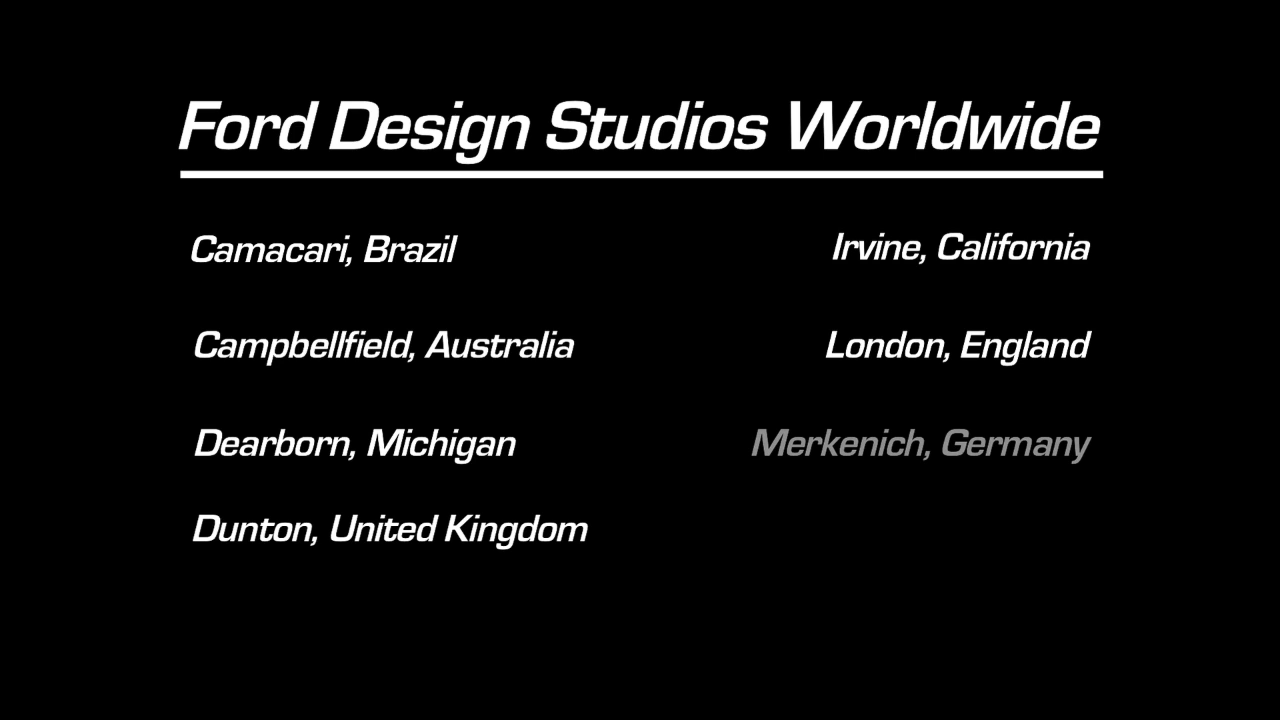 Ford Design Studios Worldwide
Camacari, Brazil
Campbellfield, Australia
Dearborn, Michigan
Dunton, United Kingdom
Irvine, California
London, England
Merkenich, Germany